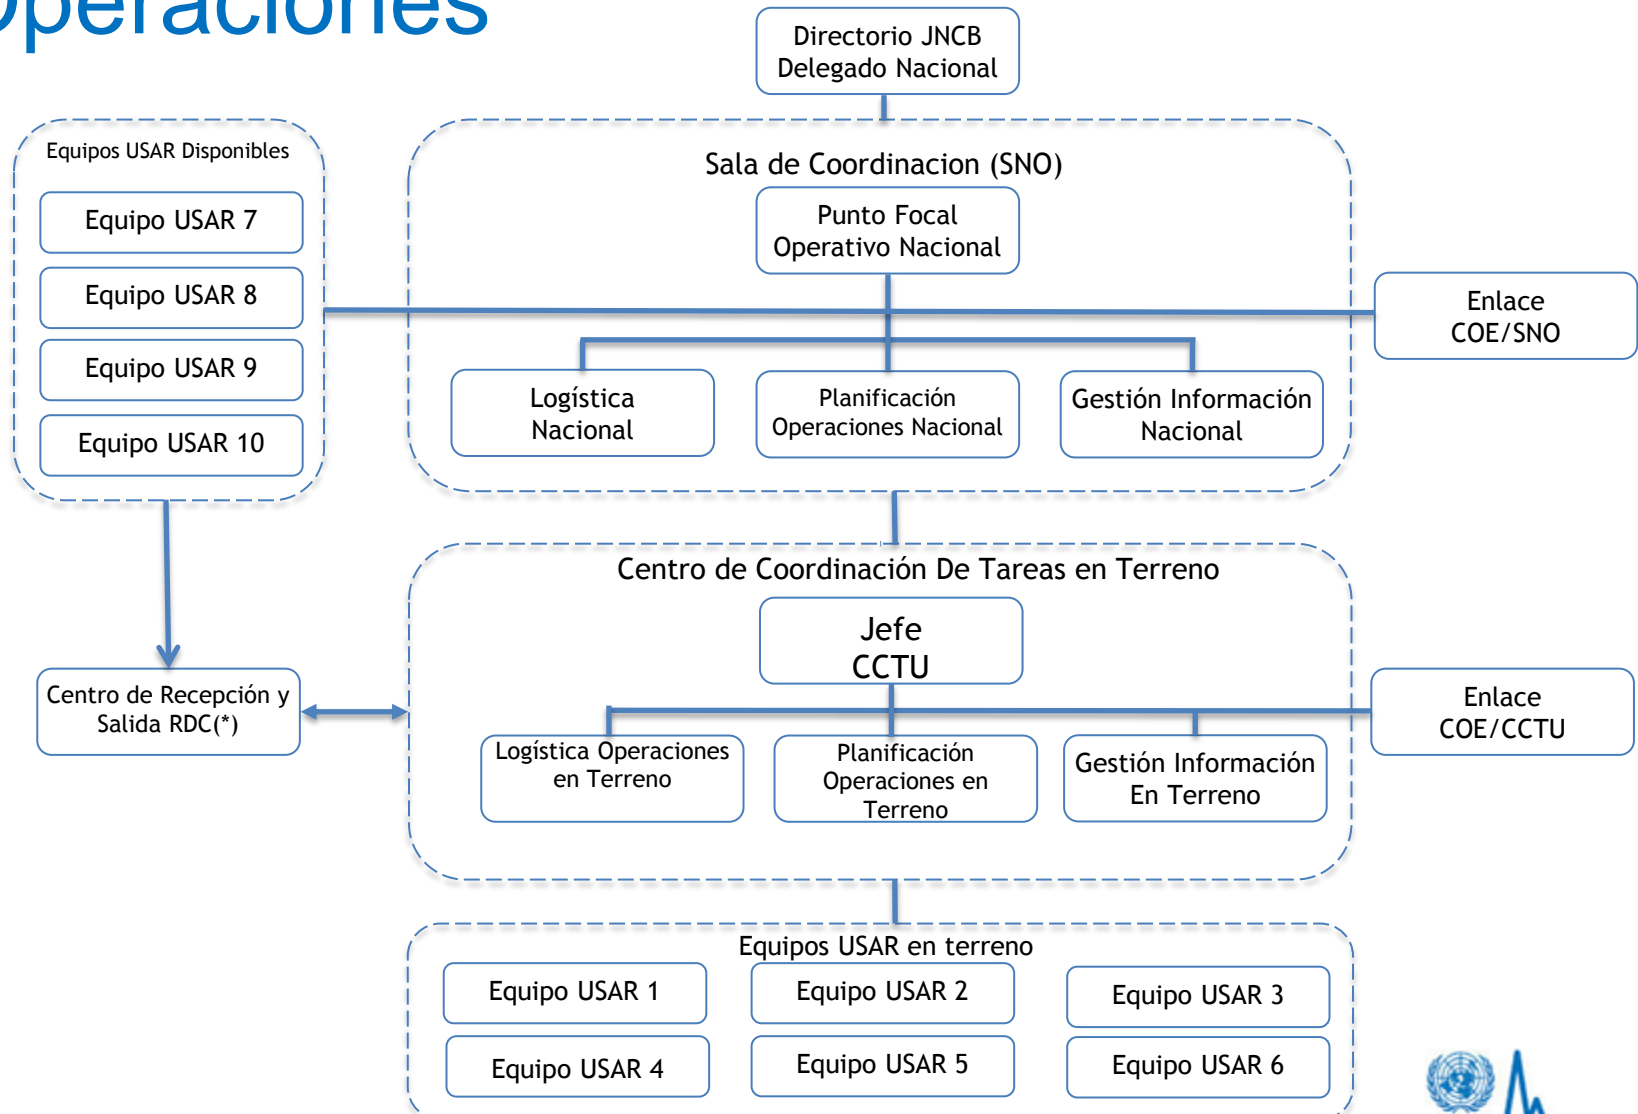 Operaciones
Directorio JNCB
Delegado Nacional
Equipos USAR Disponibles
Equipo USAR 7
Equipo USAR 8
Equipo USAR 9
Equipo USAR 10
Sala de Coordinacion (SNO)
Punto Focal
Operativo Nacional
Enlace
COE/SNO
Logística
Nacional
Planificación
Operaciones Nacional
Gestión Información
Nacional
Centro de Coordinación De Tareas en Terreno
Jefe
CCTU
Centro de Recepción y
Salida RDC(*)
Enlace
COE/CCTU
Logística Operaciones
en Terreno
Planificación
Operaciones en
Terreno
Gestión Información
En Terreno
Equipos USAR en terreno
Equipo USAR 1
Equipo USAR 2
Equipo USAR 3
Equipo USAR 4
Equipo USAR 5
Equipo USAR 6